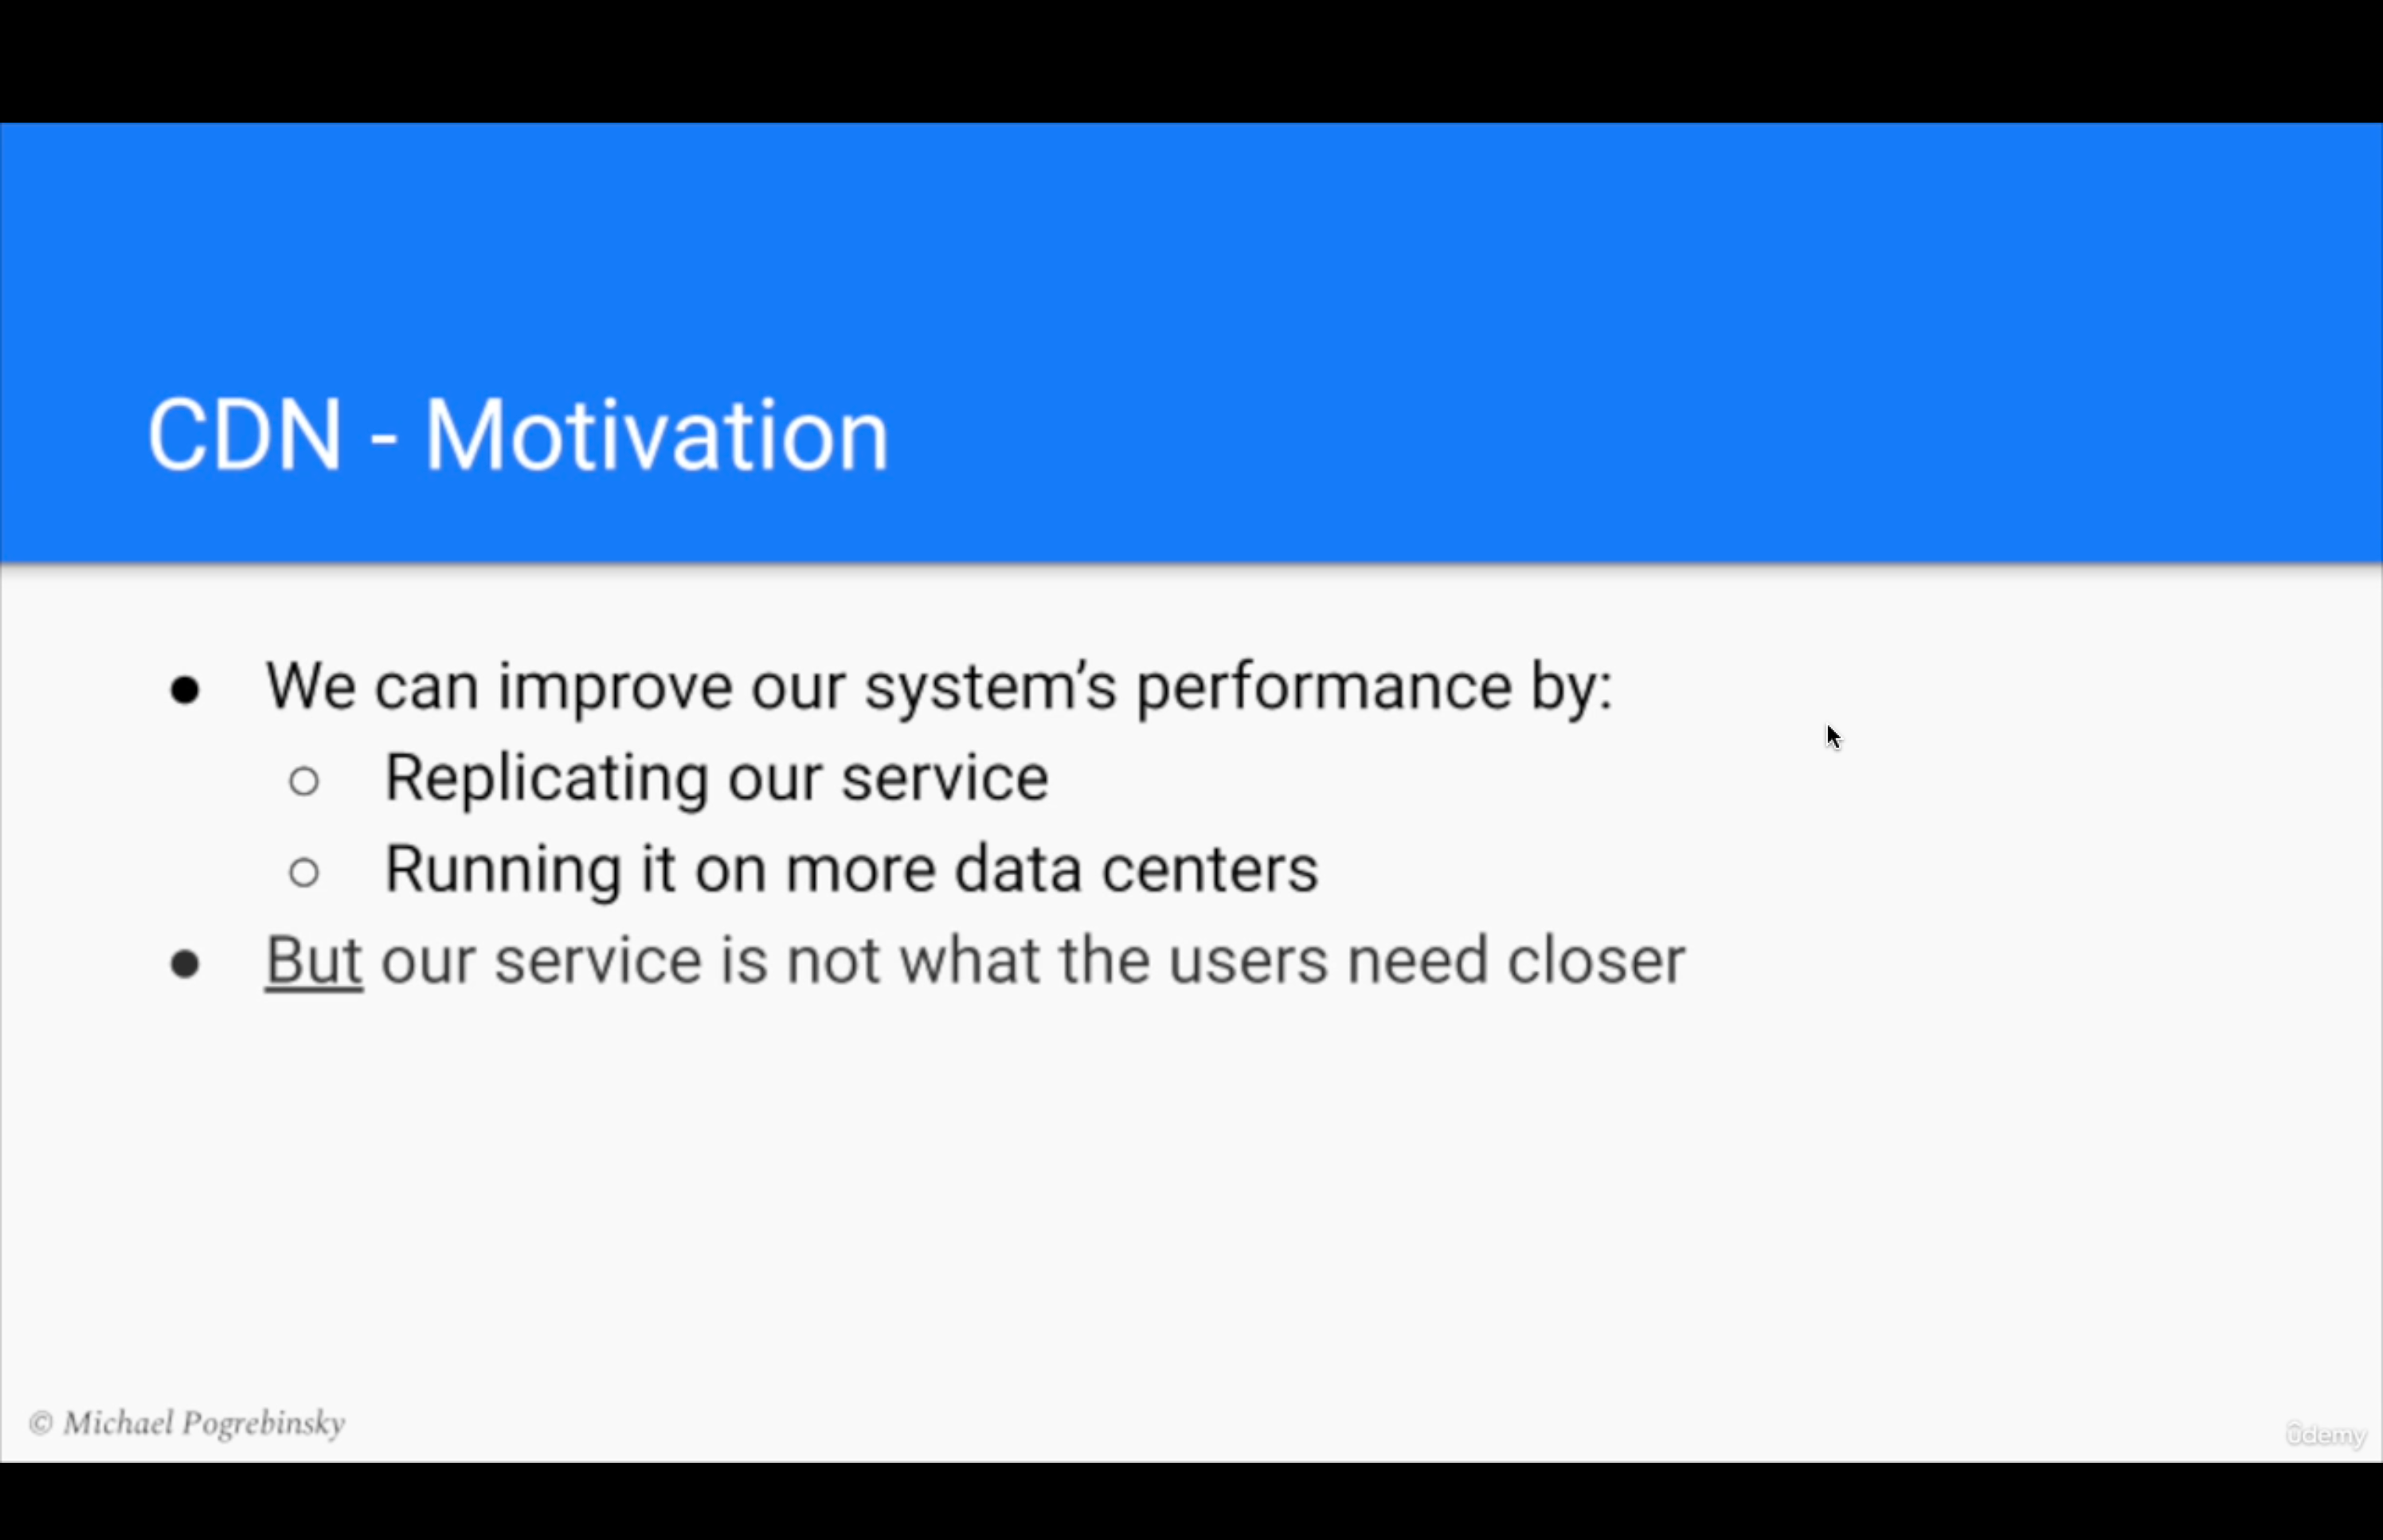 CDN - Motivation
● We can improve our system’s performance by:
○ Replicating our service
○ Running it on more data centers
● But our service is not what the users need closer
© Michael Pogrebinsky
ûdemy